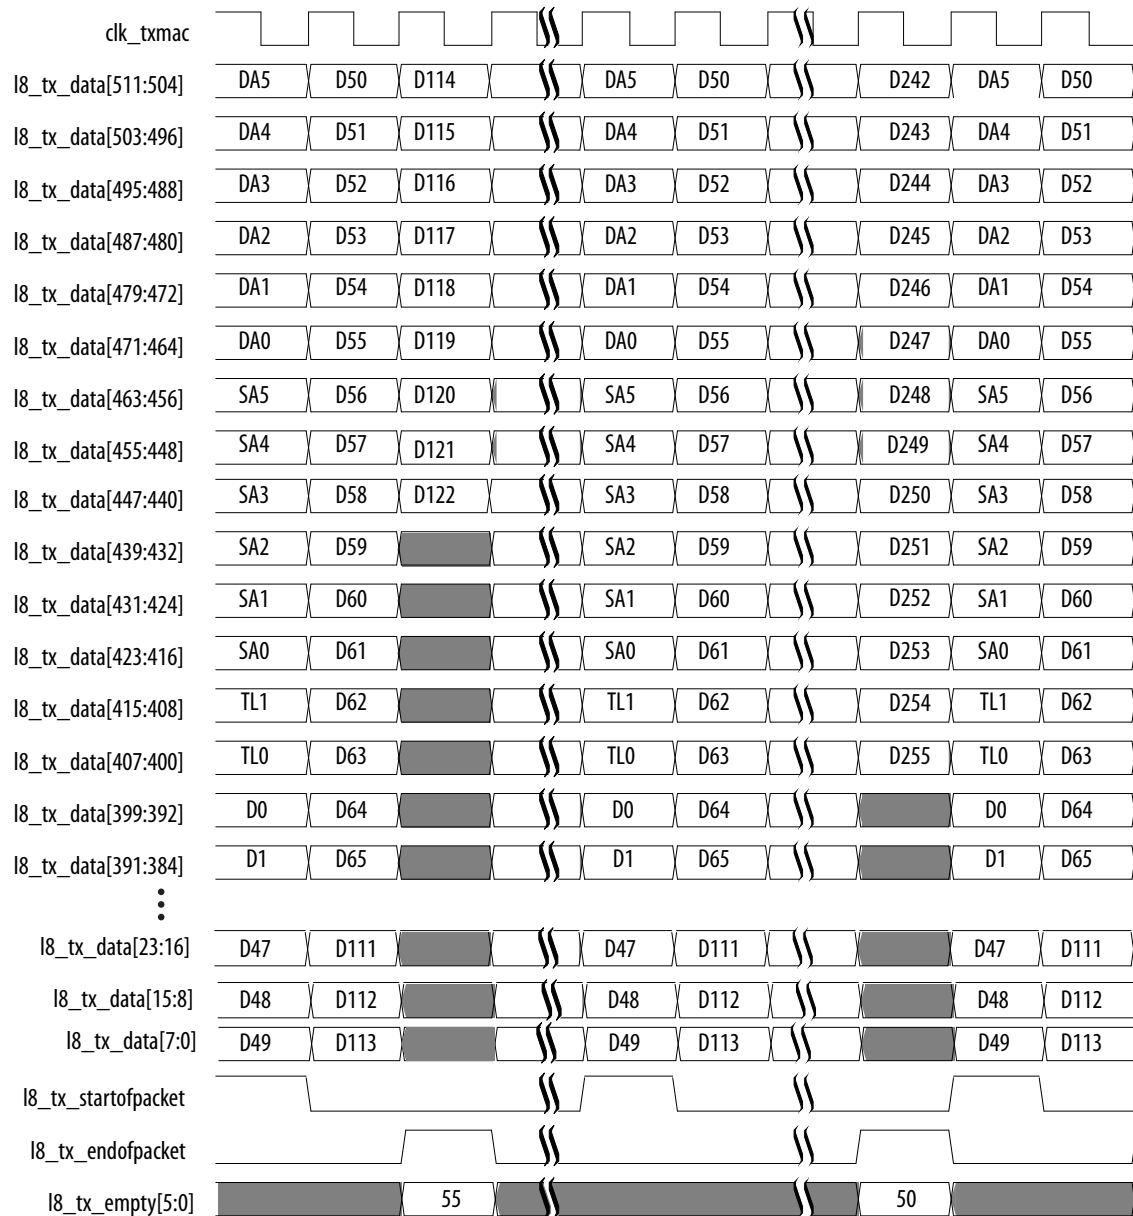 clk_txmac
l8_tx_data[511:504] DA5 D50 D114 DA5 D50 D242 DA5 D50
l8_tx_data[503:496] DA4 D51 D115 DA4 D51 D243 DA4 D51
l8_tx_data[495:488] DA3 D52 D116 DA3 D52 D244 DA3 D52
l8_tx_data[487:480] DA2 D53 D117 DA2 D53 D245 DA2 D53
l8_tx_data[479:472] DA1 D54 D118 DA1 D54 D246 DA1 D54
l8_tx_data[471:464] DA0 D55 D119 DA0 D55 D247 DA0 D55
l8_tx_data[463:456] SA5 D56 D120 SA5 D56 D248 SA5 D56
l8_tx_data[455:448] SA4 D57 D121 SA4 D57 D249 SA4 D57
l8_tx_data[447:440] SA3 D58 D122 SA3 D58 D250 SA3 D58
l8_tx_data[439:432] SA2 D59 SA2 D59 D251 SA2 D59
l8_tx_data[431:424] SA1 D60 SA1 D60 D252 SA1 D60
l8_tx_data[423:416] SA0 D61 SA0 D61 D253 SA0 D61
l8_tx_data[415:408] TL1 D62 TL1 D62 D254 TL1 D62
l8_tx_data[407:400] TL0 D63 TL0 D63 D255 TL0 D63
l8_tx_data[399:392] D0 D64 D0 D64 D0 D64
l8_tx_data[391:384] D1 D65 D1 D65 D1 D65
l8_tx_data[23:16] D47 D111 D47 D111 D47 D111
l8_tx_data[15:8] D48 D112 D48 D112 D48 D112
l8_tx_data[7:0] D49 D113 D49 D113 D49 D113
l8_tx_startofpacket
l8_tx_endofpacket
l8_tx_empty[5:0] 55 50